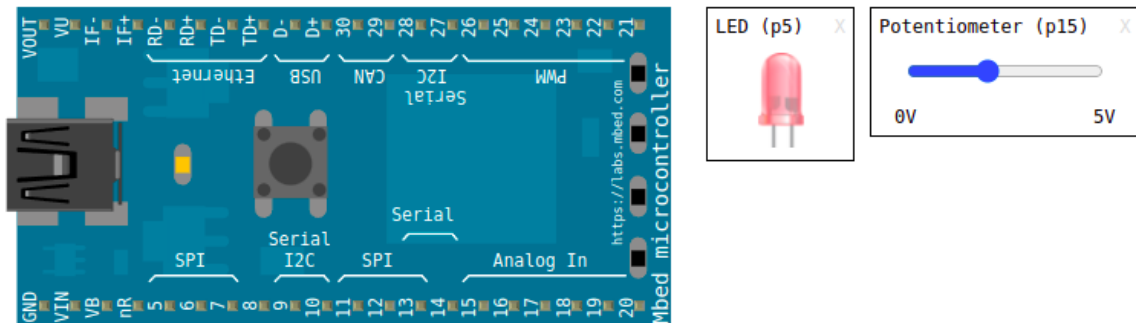 VOUT VU IF- IF+ RD- RD+ TD- TD+ D- D+ 30 29 28 27 26 25 24 23 22 21
Ethernet USB CAN I2C PWM
Serial
https://labs.mbed.com
Mbed microcontroller
Serial
Serial
SPI I2C SPI Analog In
GND VIN VB nR 5 6 7 8 9 10 11 12 13 14 15 16 17 18 19 20
LED (p5) X
Potentiometer (p15) X
0V 5V